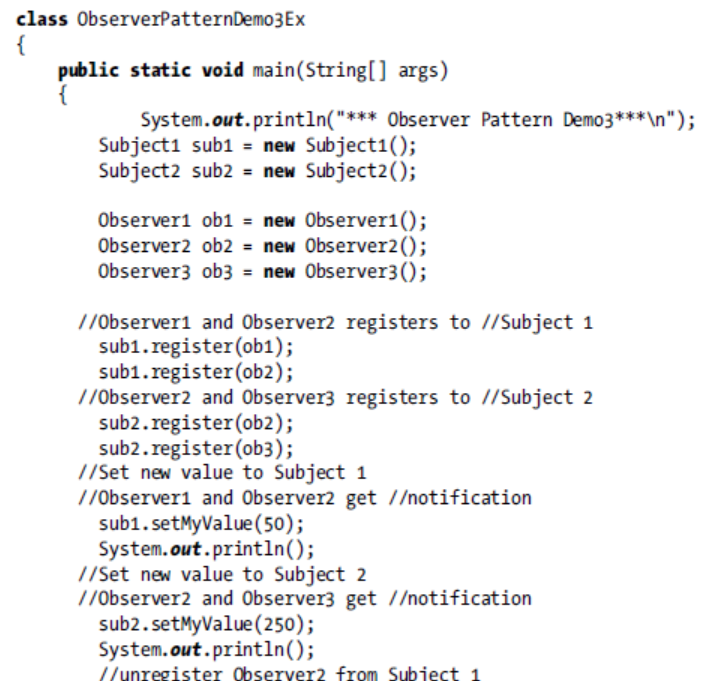 class ObserverPatternDemo3Ex
{
public static void main(String[] args)
{
System.out.println("*** Observer Pattern Demo3***\n");
Subject1 sub1 = new Subject1();
Subject2 sub2 = new Subject2();
Observer1 ob1 = new Observer1();
Observer2 ob2 = new Observer2();
Observer3 ob3 = new Observer3();
//Observer1 and Observer2 registers to //Subject 1
sub1.register(ob1);
sub1.register(ob2);
//Observer2 and Observer3 registers to //Subject 2
sub2.register(ob2);
sub2.register(ob3);
//Set new value to Subject 1
//Observer1 and Observer2 get //notification
sub1.setMyValue(50);
System.out.println();
//Set new value to Subject 2
//Observer2 and Observer3 get //notification
sub2.setMyValue(250);
System.out.println();
//unregister Observer2 from Subject 1